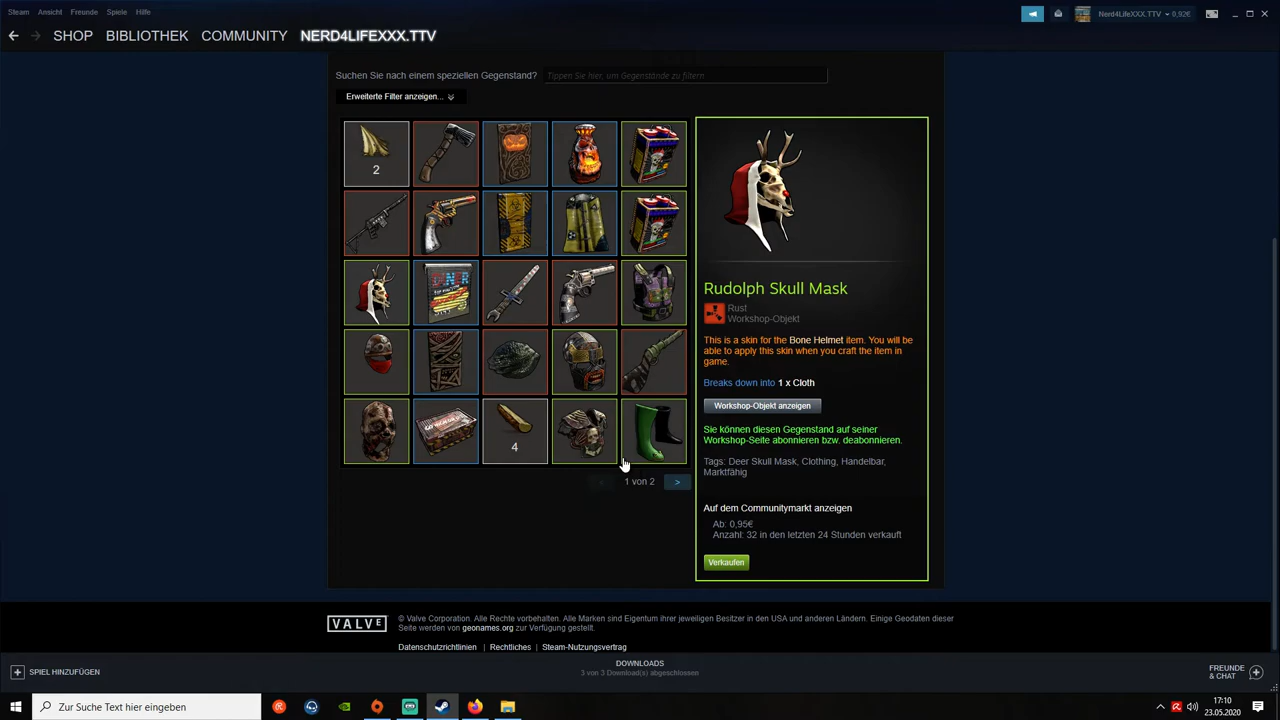 Steam Ansicht Freunde Spiele Hilfe
Nerd4LifeXXX.TTV 0,92€
SHOP BIBLIOTHEK COMMUNITY NERD4LIFEXXX.TTV
Suchen Sie nach einem speziellen Gegenstand? Tippen Sie hier, um Gegenstände zu filtern
Erweiterte Filter anzeigen...
2
4
1 von 2
<
>
Rudolph Skull Mask
Rust
Workshop-Objekt
This is a skin for the Bone Helmet item. You will be
able to apply this skin when you craft the item in
game.
Breaks down into 1 x Cloth
Workshop-Objekt anzeigen
Sie können diesen Gegenstand auf seiner
Workshop-Seite abonnieren bzw. deabonnieren.
Tags: Deer Skull Mask, Clothing, Handelbar,
Marktfähig
Auf dem Communitymarkt anzeigen
Ab: 0,95€
Anzahl: 32 in den letzten 24 Stunden verkauft
Verkaufen
VALVE
© Valve Corporation. Alle Rechte vorbehalten. Alle Marken sind Eigentum ihrer jeweiligen Besitzer in den USA und anderen Ländern. Einige Geodaten dieser
Seite werden von geonames.org zur Verfügung gestellt.
Datenschutzrichtlinien | Rechtliches | Steam-Nutzungsvertrag
SPIEL HINZUFÜGEN
DOWNLOADS
3 von 3 Download(s) abgeschlossen
FREUNDE
& CHAT
Zur Suche Text hier eingeben
17:10
23.05.2020